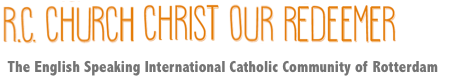 R.C. CHURCH CHRIST OUR REDEEMER
The English Speaking International Catholic Community of Rotterdam